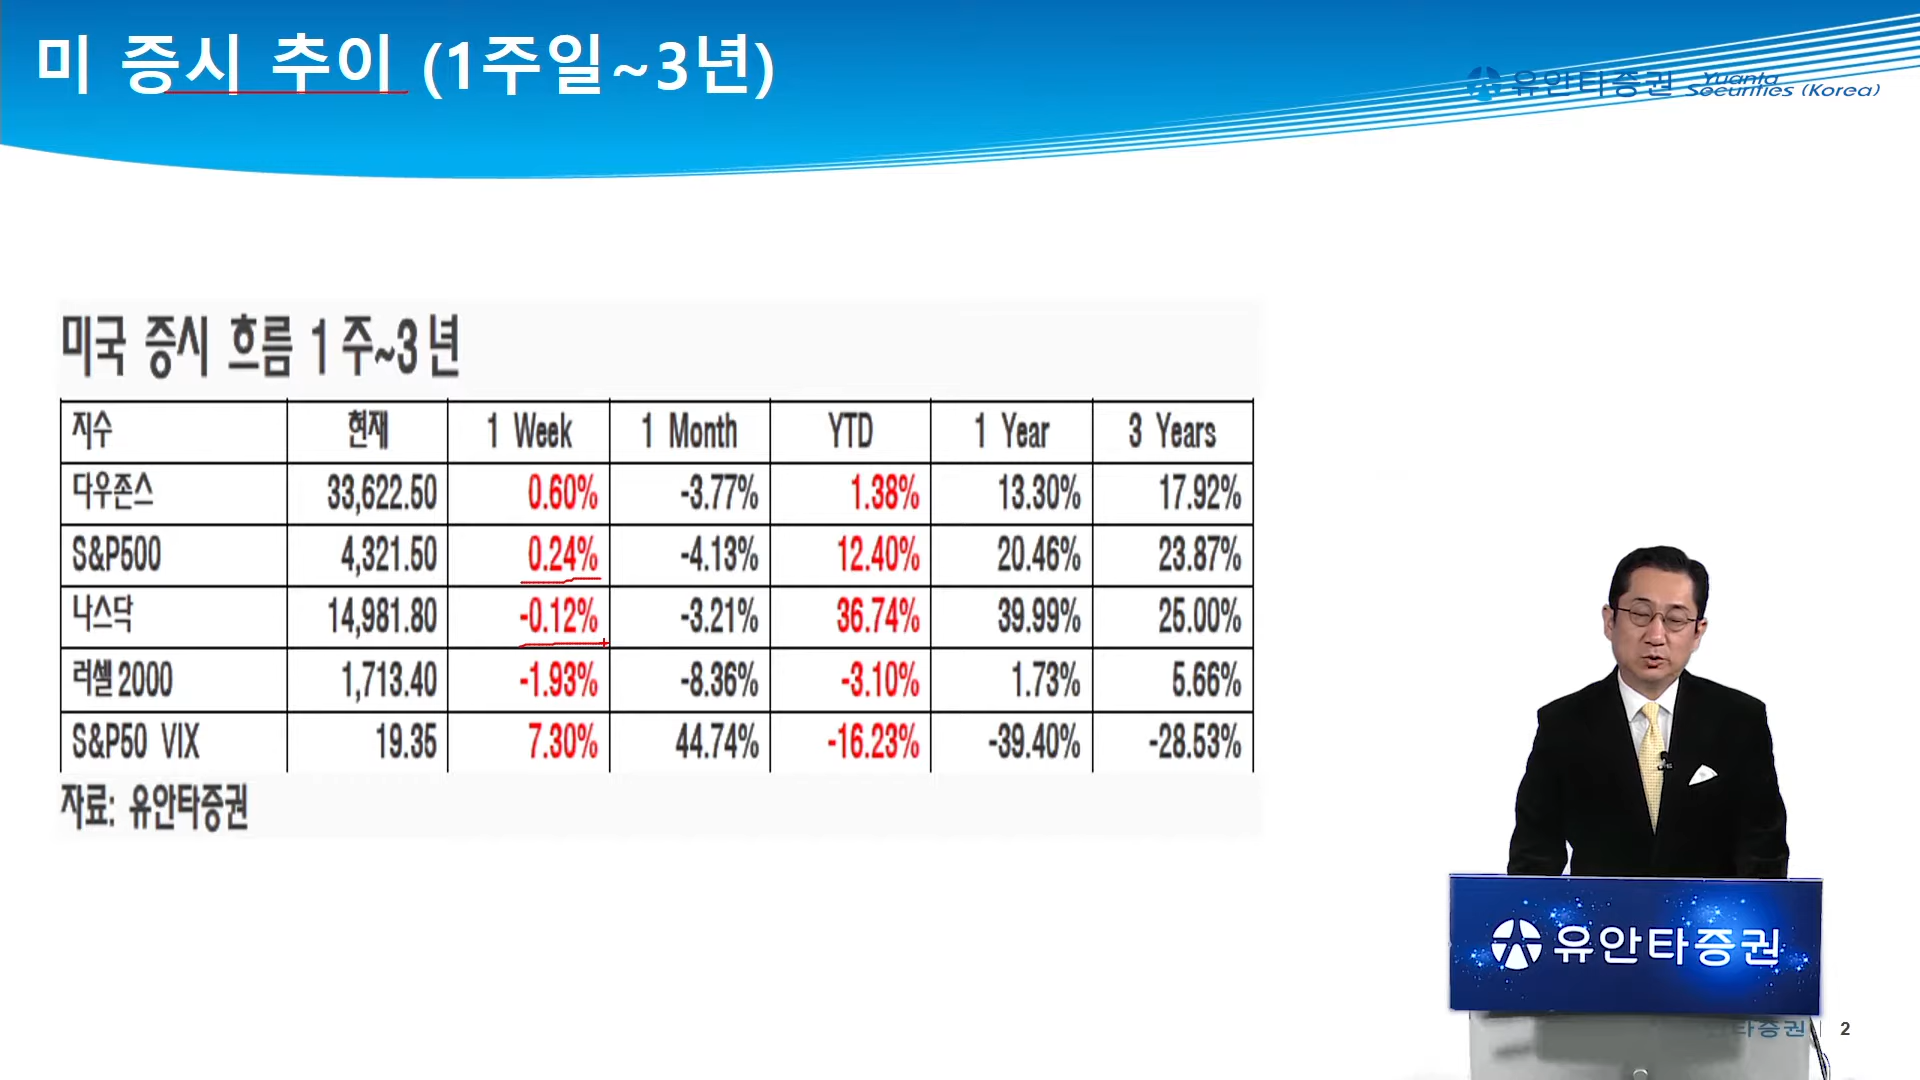 미 증시 추이 (1주일~3년)
유안타증권 Yuanta Securities (Korea)
미국 증시 흐름 1주~3년
지수 현재 1 Week 1 Month YTD 1 Year 3 Years
다우존스 33,622.50 0.60% -3.77% 1.38% 13.30% 17.92%
S&P500 4,321.50 0.24% -4.13% 12.40% 20.46% 23.87%
나스닥 14,981.80 -0.12% -3.21% 36.74% 39.99% 25.00%
러셀2000 1,713.40 -1.93% -8.36% -3.10% 1.73% 5.66%
S&P50 VIX 19.35 7.30% 44.74% -16.23% -39.40% -28.53%
자료: 유안타증권
유안타증권
타증권 2